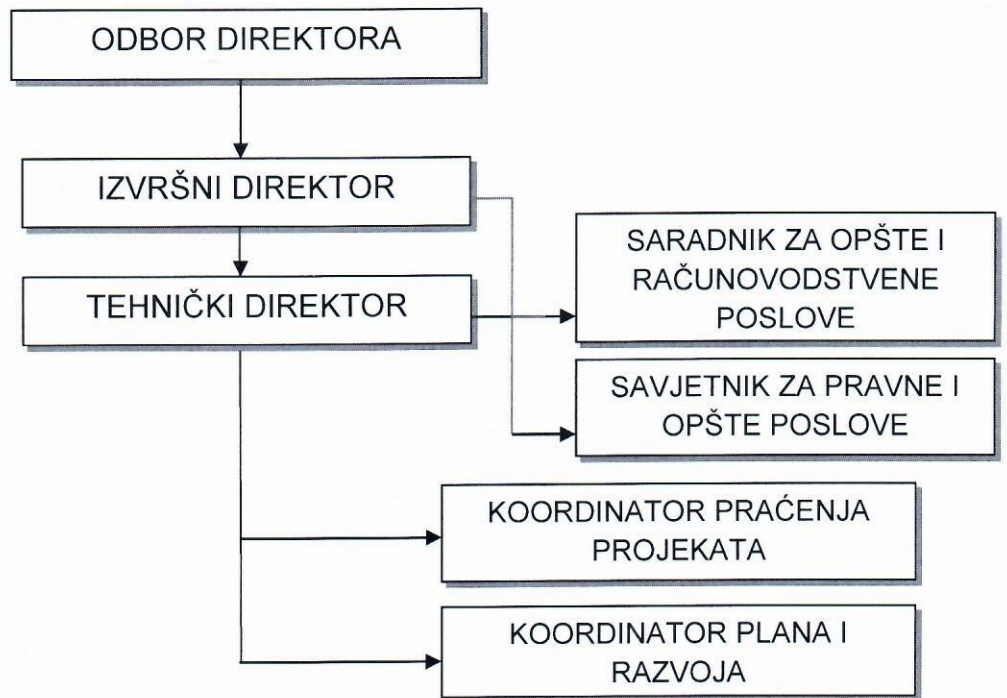 ODBOR DIREKTORA
IZVRŠNI DIREKTOR
TEHNIČKI DIREKTOR
SARADNIK ZA OPŠTE I
RAČUNOVODSTVENE
POSLOVE
SAVJETNIK ZA PRAVNE I
OPŠTE POSLOVE
KOORDINATOR PRAĆENJA
PROJEKATA
KOORDINATOR PLANA I
RAZVOJA